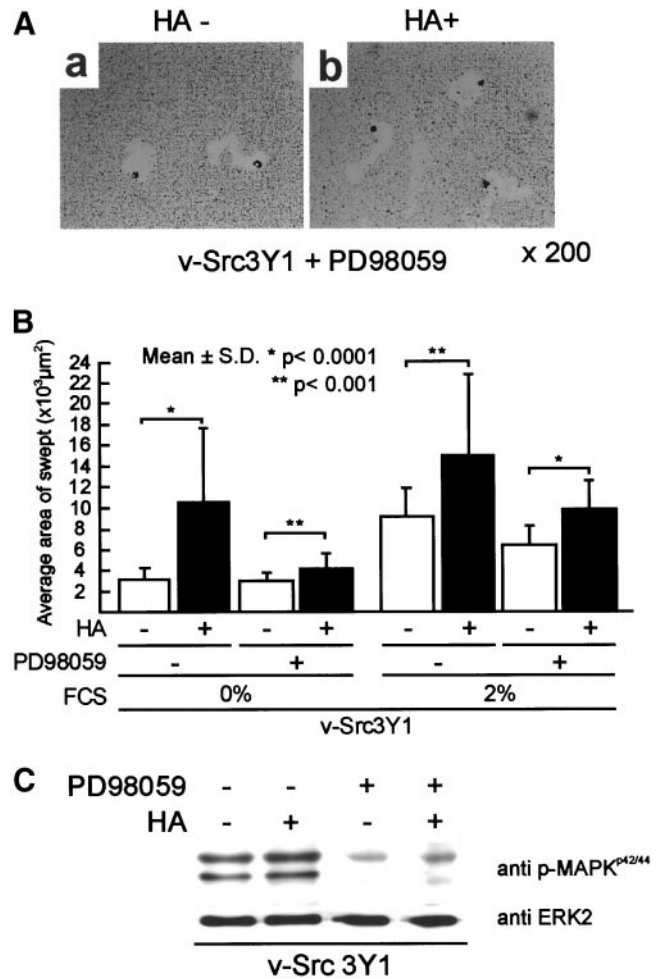 A
HA - HA+
a b
v-Src3Y1 + PD98059 x 200
B
Mean ± S.D. * p< 0.0001
** p< 0.001
Average area of swept (x10³µm²)
24
22
20
18
16
14
12
10
8
6
4
2
* ** ** *
HA - + - + - + - +
PD98059 - + - +
FCS 0% 2%
v-Src3Y1
C
PD98059 - - + +
HA - + - +
anti p-MAPK^p42/44
anti ERK2
v-Src 3Y1